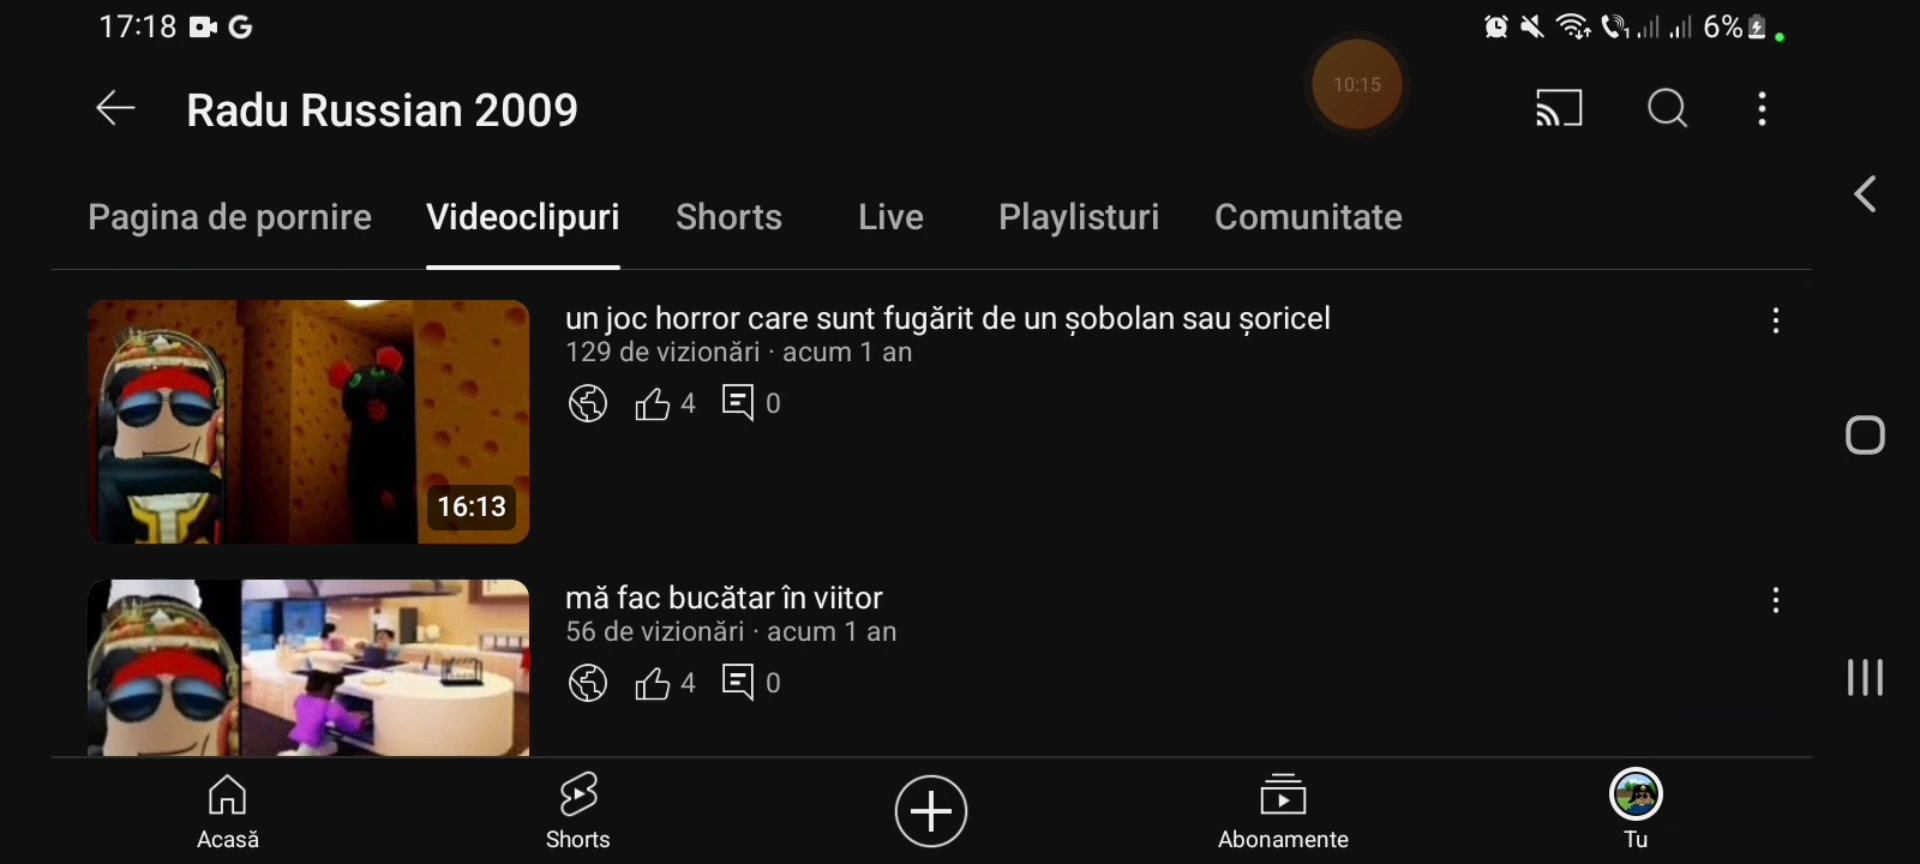 17:18
6%
Radu Russian 2009
10:15
Pagina de pornire
Videoclipuri
Shorts
Live
Playlisturi
Comunitate
un joc horror care sunt fugărit de un șobolan sau șoricel
129 de vizionări · acum 1 an
4
0
16:13
mă fac bucătar în viitor
56 de vizionări · acum 1 an
4
0
Acasă
Shorts
Abonamente
Tu